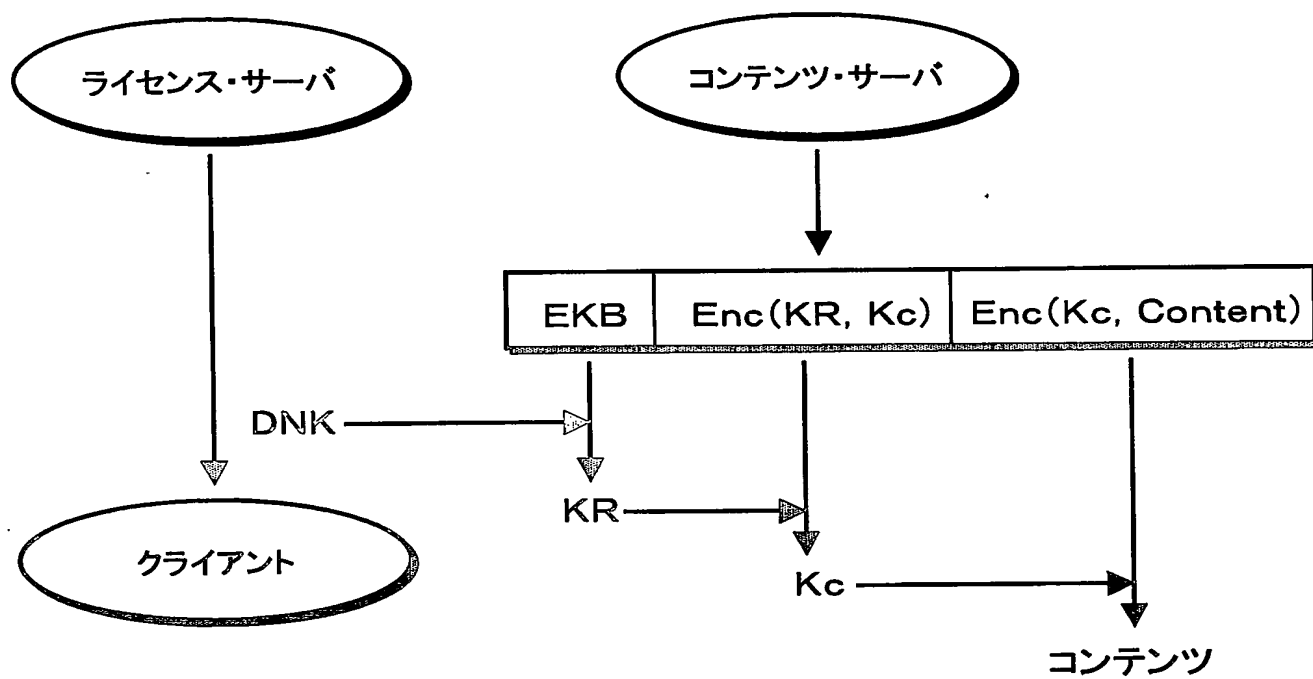 ライセンス・サーバ
コンテンツ・サーバ
EKB
Enc(KR, Kc)
Enc(Kc, Content)
DNK
KR
クライアント
Kc
コンテンツ